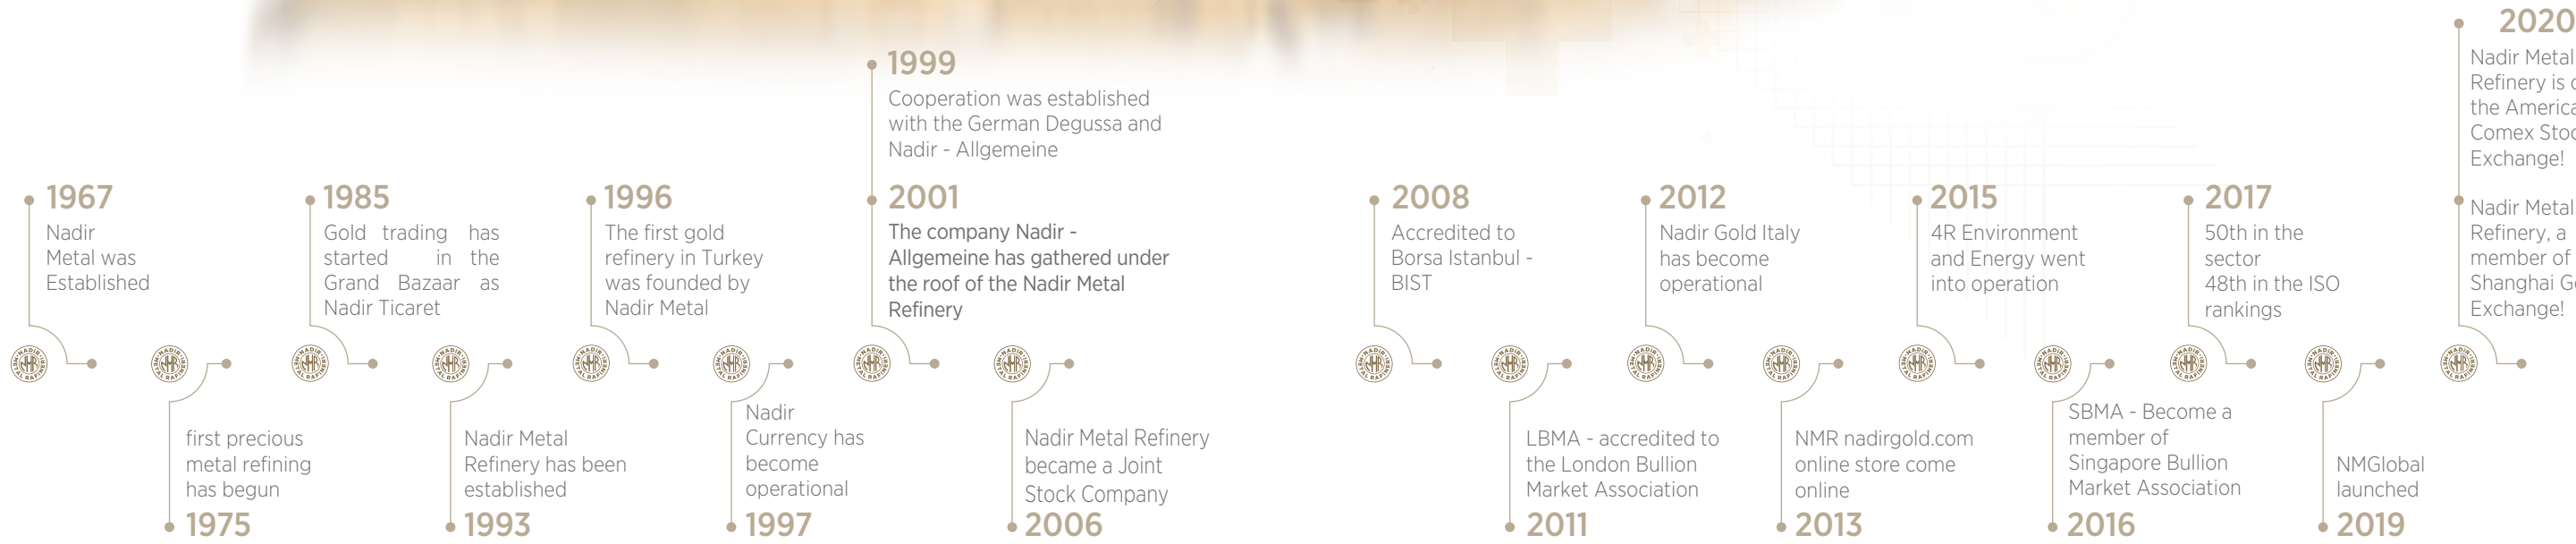 1967
Nadir
Metal was
Established
first precious
metal refining
has begun
1975
1985
Gold trading has
started in the
Grand Bazaar as
Nadir Ticaret
Nadir Metal
Refinery has been
established
1993
1996
The first gold
refinery in Turkey
was founded by
Nadir Metal
Nadir
Currency has
become
operational
1997
1999
Cooperation was established
with the German Degussa and
Nadir - Allgemeine
2001
The company Nadir -
Allgemeine has gathered under
the roof of the Nadir Metal
Refinery
Nadir Metal Refinery
became a Joint
Stock Company
2006
2008
Accredited to
Borsa Istanbul -
BIST
LBMA - accredited to
the London Bullion
Market Association
2011
2012
Nadir Gold Italy
has become
operational
NMR nadirgold.com
online store come
online
2013
2015
4R Environment
and Energy went
into operation
SBMA - Become a
member of
Singapore Bullion
Market Association
2016
2017
50th in the
sector
48th in the ISO
rankings
NMGlobal
launched
2019
2020
Nadir Metal
Refinery is
the
Comex
Exchange!
Nadir Metal
Refinery, a
member of
Shanghai
Exchange!